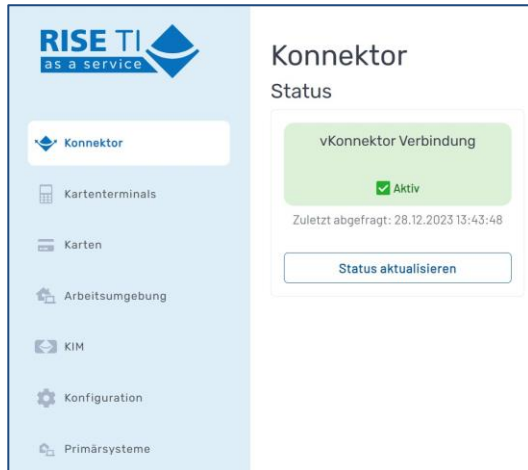 RISE TI
as a service
Konnektor
Kartenterminals
Karten
Arbeitsumgebung
KIM
Konfiguration
Primärsysteme
Konnektor
Status
vKonnektor Verbindung
Aktiv
Zuletzt abgefragt: 28.12.2023 13:43:48
Status aktualisieren